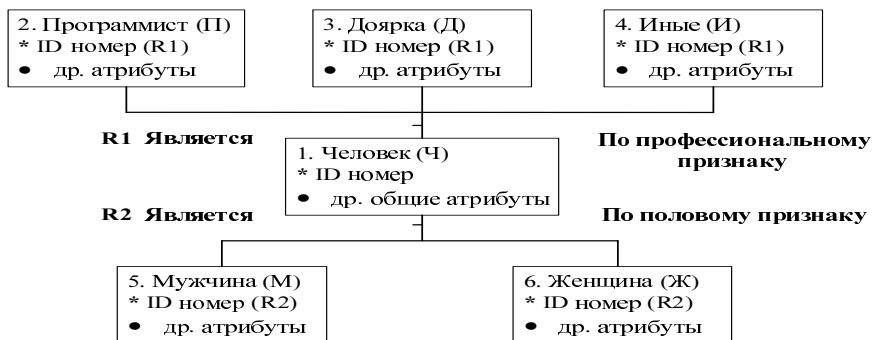 2. Программист (П)
* ID номер (R1)
● др. атрибуты
3. Доярка (Д)
* ID номер (R1)
● др. атрибуты
4. Иные (И)
* ID номер (R1)
● др. атрибуты
R1 Является
По профессиональному
признаку
1. Человек (Ч)
* ID номер
● др. общие атрибуты
R2 Является
По половому признаку
5. Мужчина (М)
* ID номер (R2)
● др. атрибуты
6. Женщина (Ж)
* ID номер (R2)
● др. атрибуты